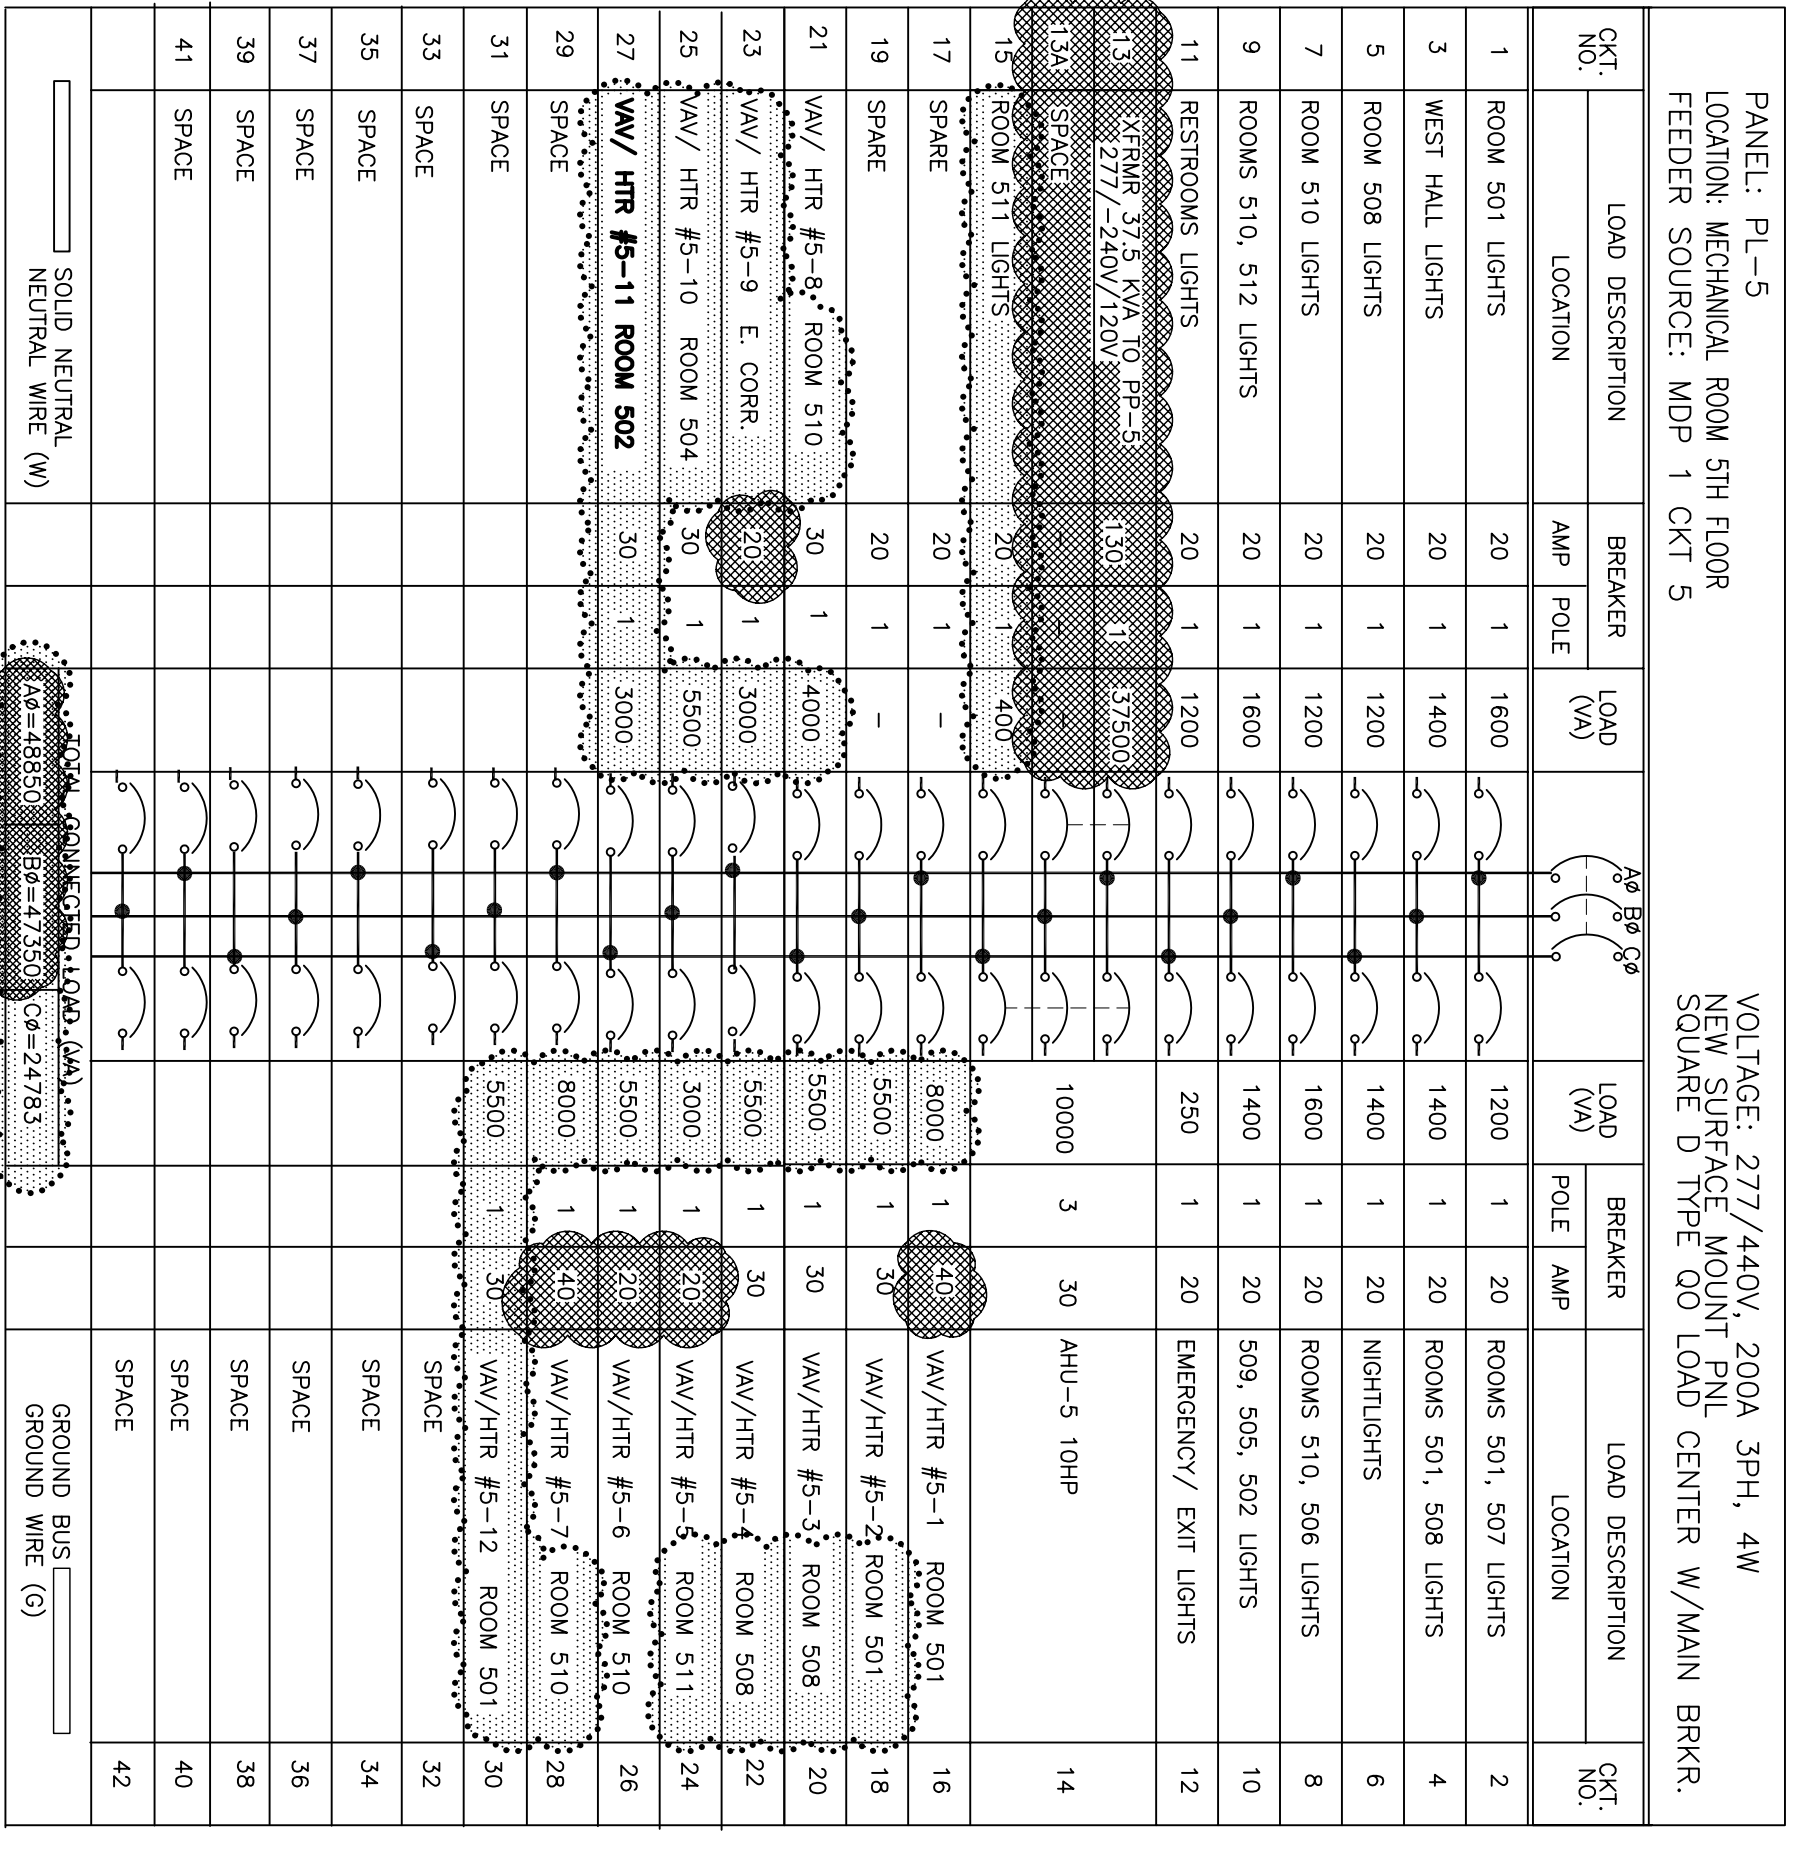 PANEL: PL-5
LOCATION: MECHANICAL ROOM 5TH FLOOR
FEEDER SOURCE: MDP 1 CKT 5
VOLTAGE: 277/440V, 200A 3PH, 4W
NEW SURFACE MOUNT PNL
SQUARE D TYPE QO LOAD CENTER W/MAIN BRKR.
CKT. NO. LOAD DESCRIPTION LOCATION BREAKER AMP POLE LOAD (VA) AØ BØ CØ LOAD (VA) BREAKER POLE AMP LOAD DESCRIPTION LOCATION CKT. NO.
1 ROOM 501 LIGHTS 20 1 1600 1200 1 20 ROOMS 501, 507 LIGHTS 2
3 WEST HALL LIGHTS 20 1 1400 1400 1 20 ROOMS 501, 508 LIGHTS 4
5 ROOM 508 LIGHTS 20 1 1200 1400 1 20 NIGHTLIGHTS 6
7 ROOM 510 LIGHTS 20 1 1200 1600 1 20 ROOMS 510, 506 LIGHTS 8
9 ROOMS 510, 512 LIGHTS 20 1 1600 1400 1 20 509, 505, 502 LIGHTS 10
11 RESTROOMS LIGHTS 20 1 1200 2500 1 20 EMERGENCY/ EXIT LIGHTS 12
13 XFRMR 37.5 KVA TO PP-5 277/-240V/120V 130 1 37500 10000 3 30 AHU-5 10HP 14
13A SPACE - - -
15 ROOM 511 LIGHTS 20 1 400
17 SPARE 20 1 - 8000 1 40 VAV/HTR #5-1 ROOM 501 16
19 SPARE 20 1 - 5500 1 30 VAV/HTR #5-2 ROOM 501 18
21 VAV/ HTR #5-8 ROOM 510 30 1 4000 5500 1 30 VAV/HTR #5-3 ROOM 508 20
23 VAV/ HTR #5-9 E. CORR. 20 1 3000 5500 1 30 VAV/HTR #5-4 ROOM 508 22
25 VAV/ HTR #5-10 ROOM 504 30 1 5500 3000 1 20 VAV/HTR #5-5 ROOM 511 24
27 VAV/ HTR #5-11 ROOM 502 30 1 3000 5500 1 20 VAV/HTR #5-6 ROOM 510 26
29 SPACE 8000 1 40 VAV/HTR #5-7 ROOM 510 28
31 SPACE 5500 1 30 VAV/HTR #5-12 ROOM 501 30
33 SPACE SPACE 32
35 SPACE SPACE 34
37 SPACE SPACE 36
39 SPACE SPACE 38
41 SPACE SPACE 40
SPACE 42
SOLID NEUTRAL
NEUTRAL WIRE (W)
TOTAL CONNECTED LOAD (VA)
AØ=48850 BØ=47350 CØ=24783
GROUND BUS
GROUND WIRE (G)